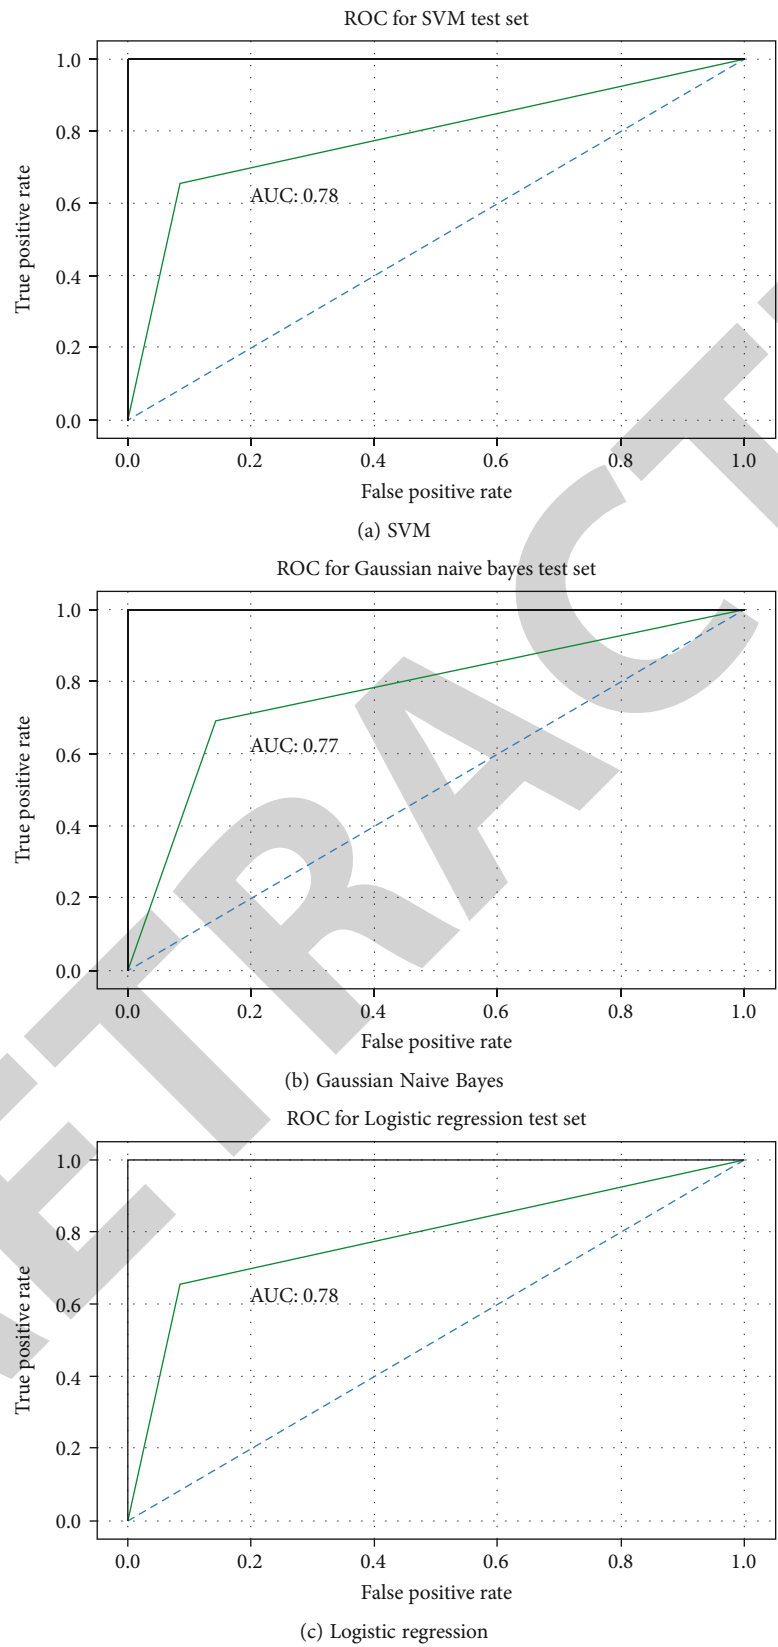 ROC for SVM test set
1.0
0.8
0.6
0.4
0.2
0.0
True positive rate
AUC: 0.78
0.0 0.2 0.4 0.6 0.8 1.0
False positive rate
(a) SVM
ROC for Gaussian naive bayes test set
1.0
0.8
0.6
0.4
0.2
0.0
True positive rate
AUC: 0.77
0.0 0.2 0.4 0.6 0.8 1.0
False positive rate
(b) Gaussian Naive Bayes
ROC for Logistic regression test set
1.0
0.8
0.6
0.4
0.2
0.0
True positive rate
AUC: 0.78
0.0 0.2 0.4 0.6 0.8 1.0
False positive rate
(c) Logistic regression
ETRACT